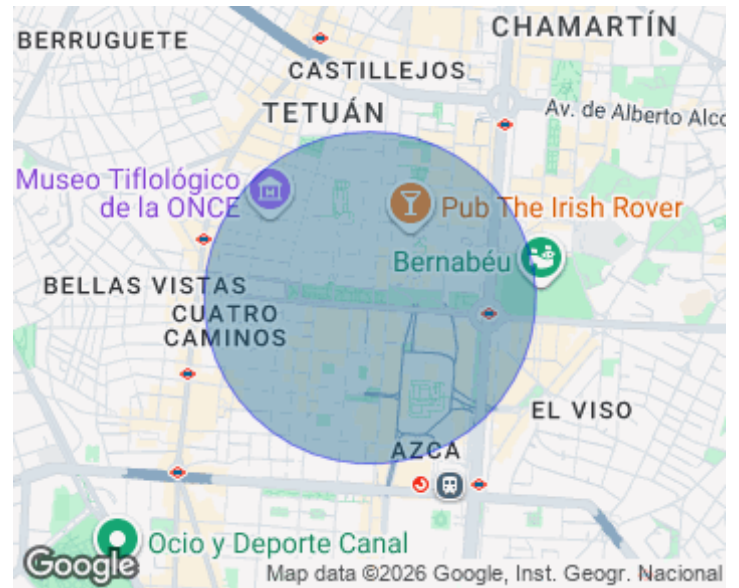 CHAMARTÍN
BERRUGUETE
CASTILLEJOS
TETUÁN
Av. de Alberto Alco
Museo Tiflológico
de la ONCE
Pub The Irish Rover
Bernabéu
BELLAS VISTAS
CUATRO
CAMINOS
EL VISO
AZCA
Ocio y Deporte Canal
Google
Map data ©2026 Google, Inst. Geogr. Nacional